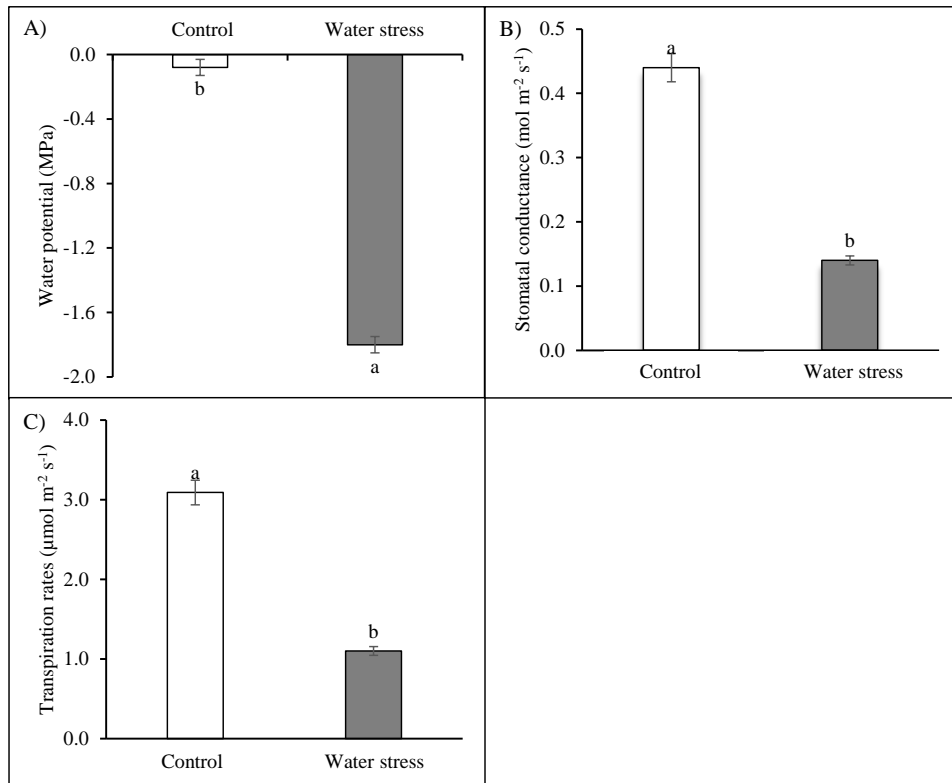 A)
Control Water stress
0.0
-0.4
-0.8
-1.2
-1.6
-2.0
Water potential (MPa)
b
a
B)
0.5
0.4
0.3
0.2
0.1
0.0
Stomatal conductance (mol m⁻² s⁻¹)
a
b
Control Water stress
C)
4.0
3.0
2.0
1.0
0.0
Transpiration rates (µmol m⁻² s⁻¹)
a
b
Control Water stress